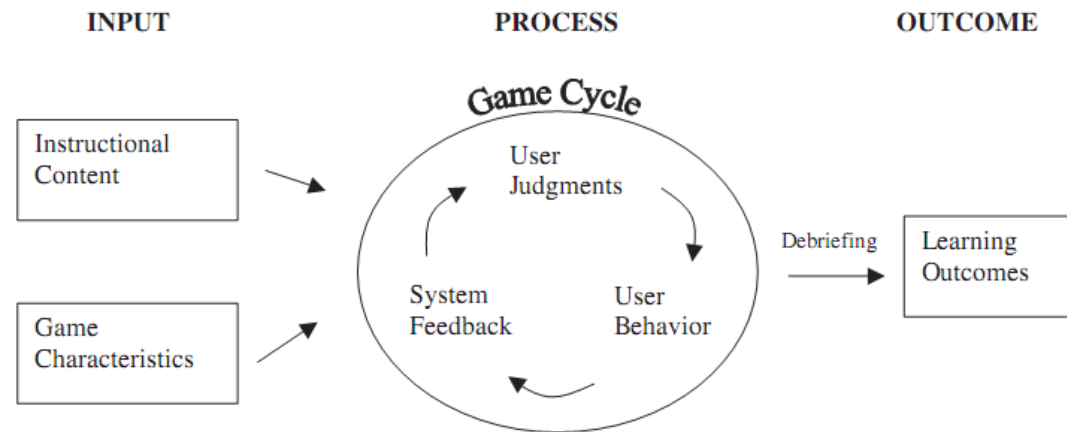 INPUT
PROCESS
OUTCOME
Instructional
Content
Game
Characteristics
Game Cycle
User
Judgments
System
Feedback
User
Behavior
Debriefing
Learning
Outcomes